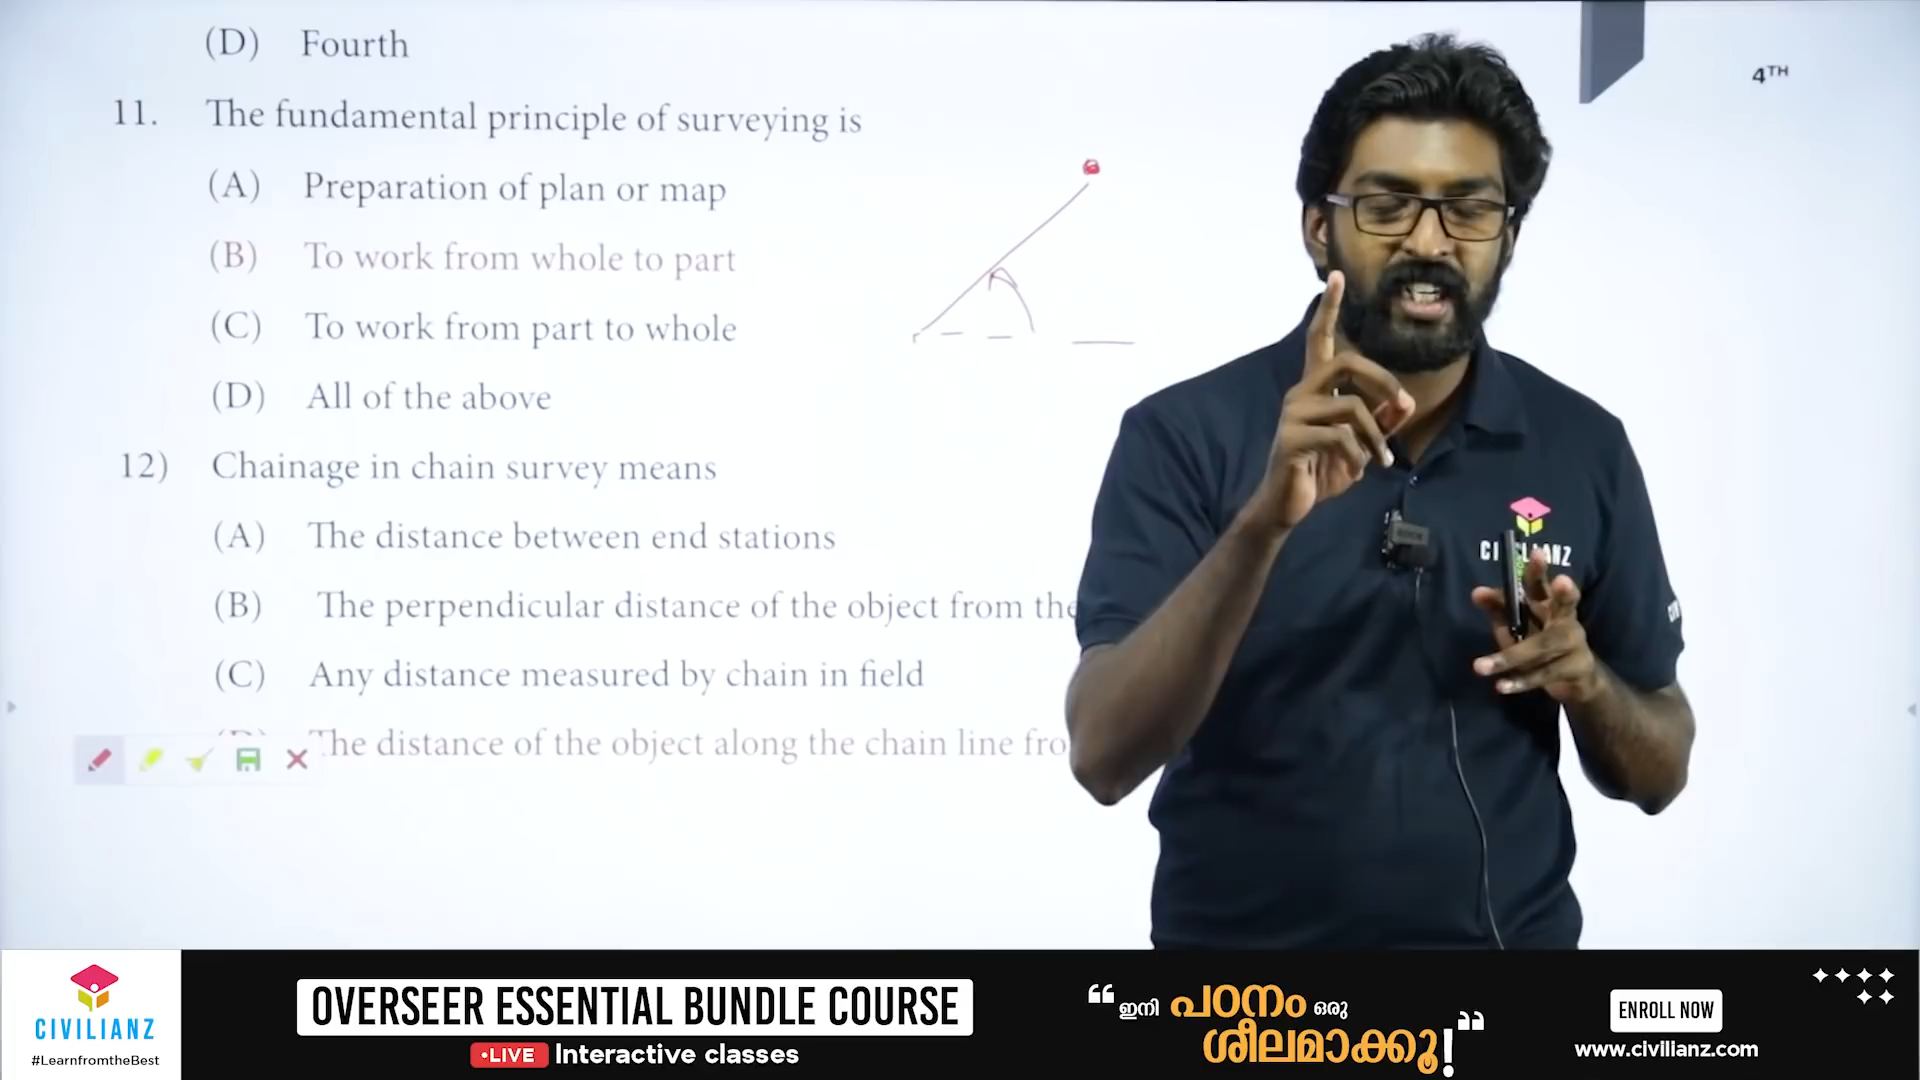 (D) Fourth
4TH
11. The fundamental principle of surveying is
(A) Preparation of plan or map
(B) To work from whole to part
(C) To work from part to whole
(D) All of the above
12) Chainage in chain survey means
(A) The distance between end stations
(B) The perpendicular distance of the object from the
(C) Any distance measured by chain in field
The distance of the object along the chain line fro
CIVILIANZ
CIVILIANZ
#LearnfromtheBest
OVERSEER ESSENTIAL BUNDLE COURSE
•LIVE Interactive classes
“ഇനി പഠനം ഒരു
ശീലമാക്കൂ!”
ENROLL NOW
www.civilianz.com